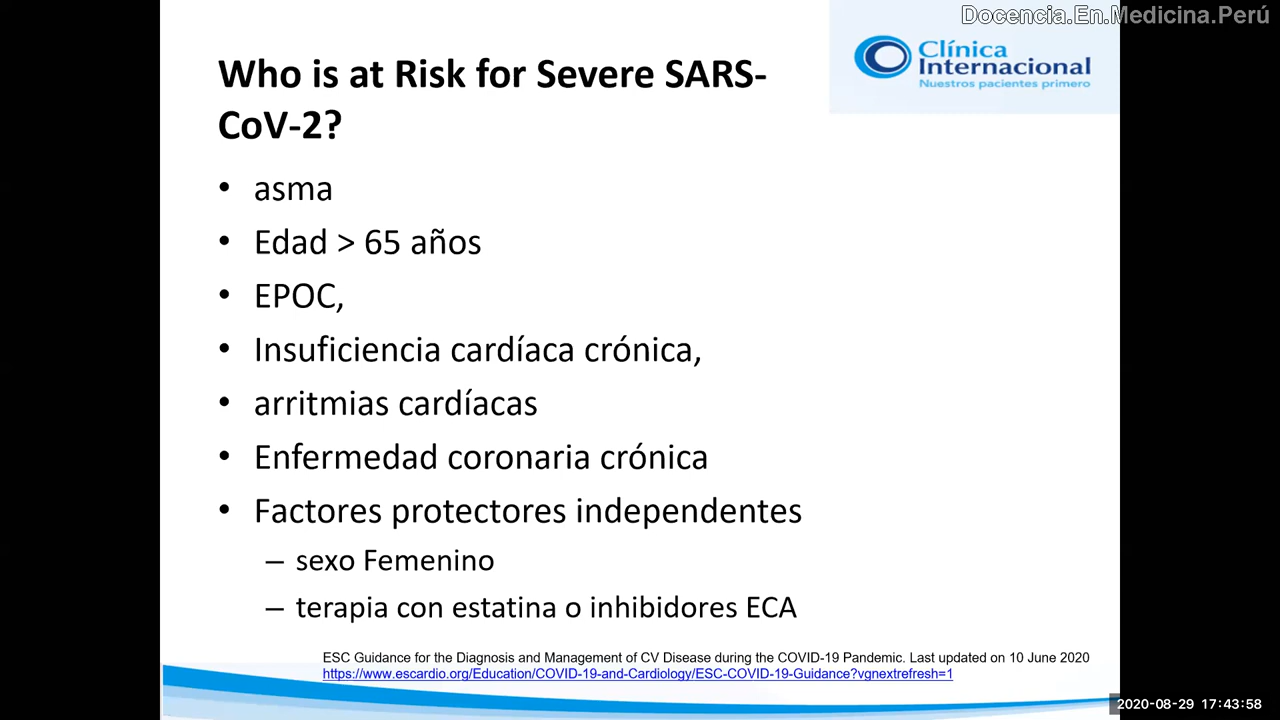 Docencia.En.Medicina.Perú
Clínica
Internacional
Nuestros pacientes primero
Who is at Risk for Severe SARS-
CoV-2?
• asma
• Edad > 65 años
• EPOC,
• Insuficiencia cardíaca crónica,
• arritmias cardíacas
• Enfermedad coronaria crónica
• Factores protectores independentes
– sexo Femenino
– terapia con estatina o inhibidores ECA
ESC Guidance for the Diagnosis and Management of CV Disease during the COVID-19 Pandemic. Last updated on 10 June 2020
https://www.escardio.org/Education/COVID-19-and-Cardiology/ESC-COVID-19-Guidance?vgnextrefresh=1
2020-08-29 17:43:58